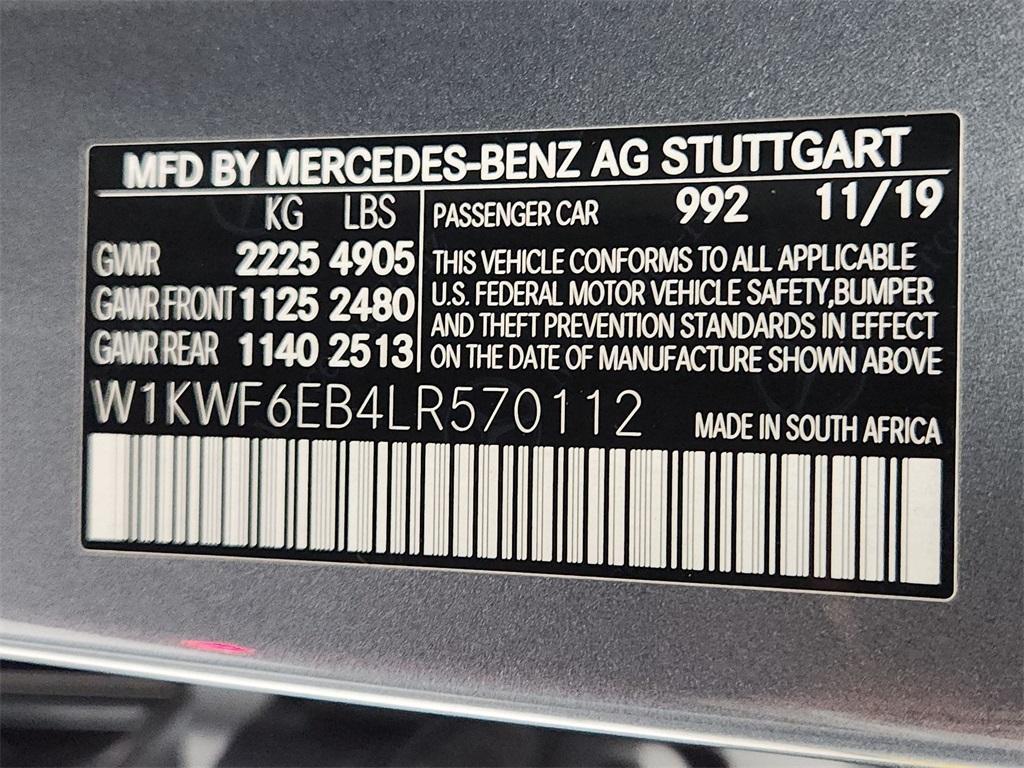 MFD BY MERCEDES-BENZ AG STUTTGART
KG LBS
GVWR 2225 4905
GAWR FRONT 1125 2480
GAWR REAR 1140 2513
PASSENGER CAR 992 11/19
THIS VEHICLE CONFORMS TO ALL APPLICABLE
U.S. FEDERAL MOTOR VEHICLE SAFETY,BUMPER
AND THEFT PREVENTION STANDARDS IN EFFECT
ON THE DATE OF MANUFACTURE SHOWN ABOVE
W1KWF6EB4LR570112
MADE IN SOUTH AFRICA